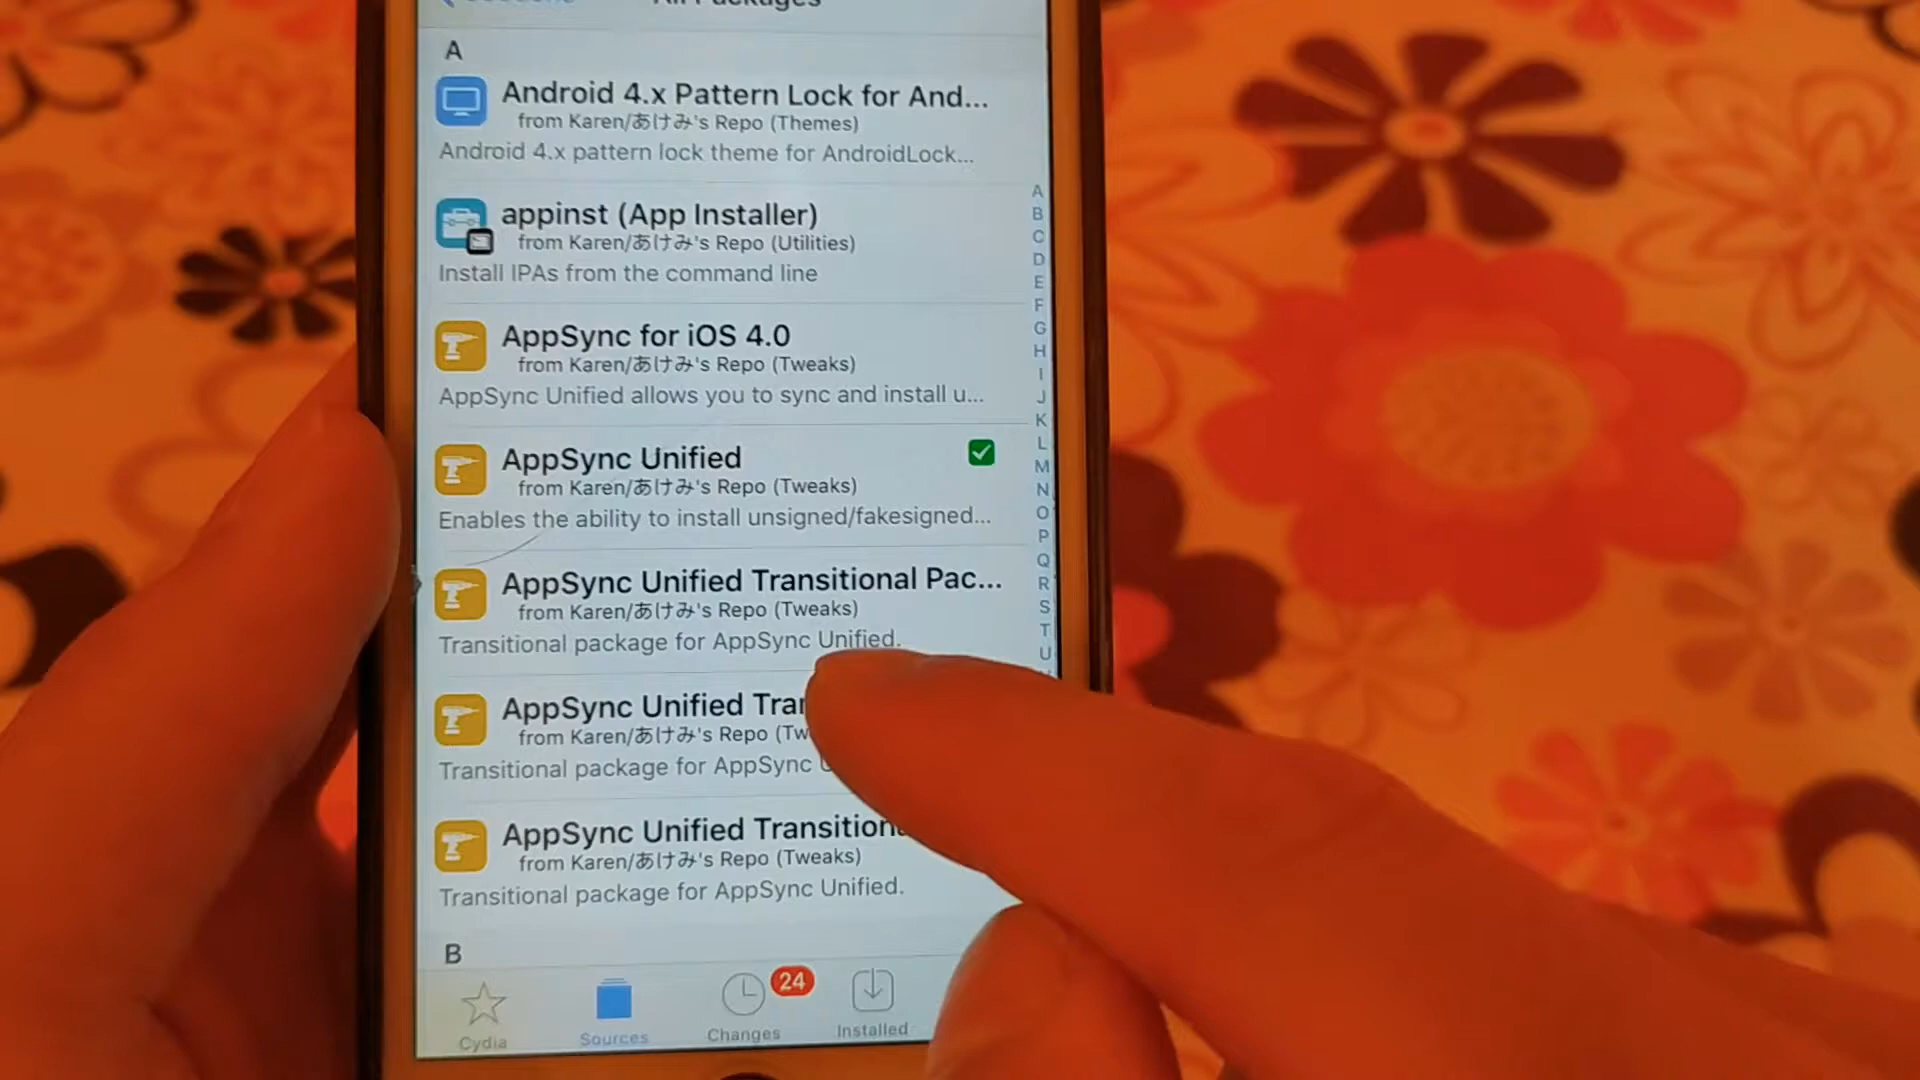 All Packages
A
Android 4.x Pattern Lock for And...
from Karen/あけみ's Repo (Themes)
Android 4.x pattern lock theme for AndroidLock...
appinst (App Installer)
from Karen/あけみ's Repo (Utilities)
Install IPAs from the command line
AppSync for iOS 4.0
from Karen/あけみ's Repo (Tweaks)
AppSync Unified allows you to sync and install u...
AppSync Unified
from Karen/あけみ's Repo (Tweaks)
Enables the ability to install unsigned/fakesigned...
AppSync Unified Transitional Pac...
from Karen/あけみ's Repo (Tweaks)
Transitional package for AppSync Unified.
AppSync Unified
from Karen/あけみ's Repo
Transitional package for AppSync
AppSync Unified
from Karen/あけみ's Repo (Tweaks)
Transitional package for AppSync Unified.
B
A
B
C
D
E
F
G
H
I
J
K
L
M
N
O
P
Q
R
S
T
U
Cydia
Sources
Changes
24
Installed